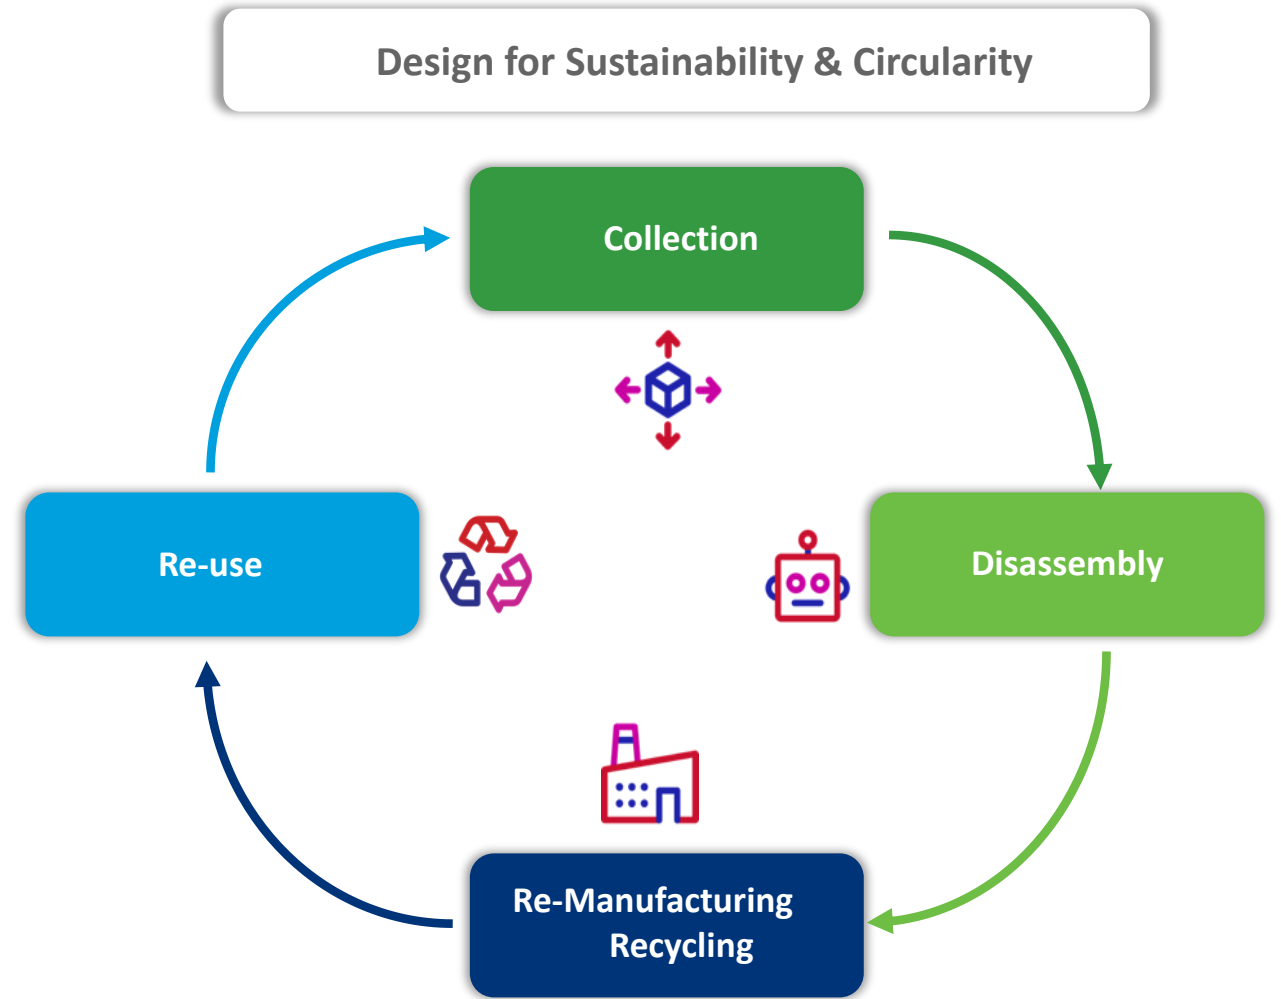 Design for Sustainability & Circularity
Collection
Re-use
Disassembly
Re-Manufacturing
Recycling